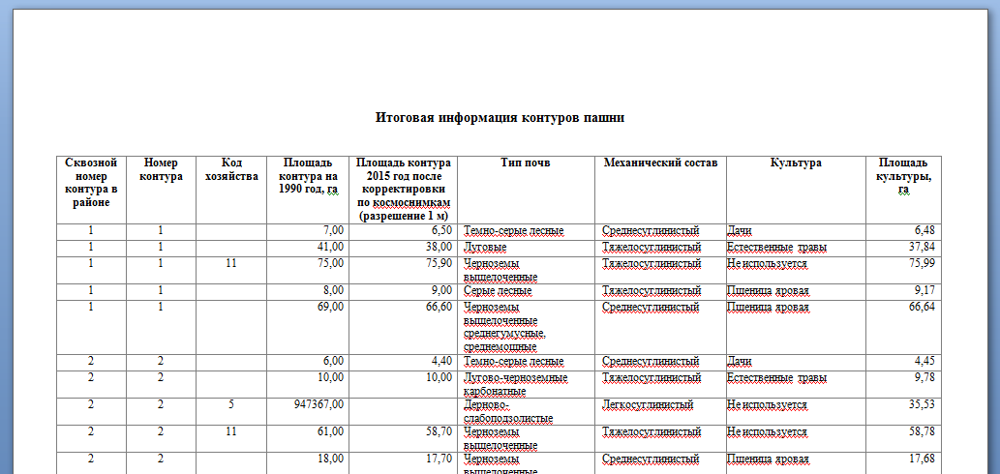 Итоговая информация контуров пашни
Сквозной номер контура в районе | Номер контура | Код хозяйства | Площадь контура на 1990 год, га | Площадь контура 2015 год после корректировки по космоснимкам (разрешение 1 м) | Тип почв | Механический состав | Культура | Площадь культуры, га
1 | 1 | | 7,00 | 6,50 | Темно-серые лесные | Среднесуглинистый | Дачи | 6,48
1 | 1 | | 41,00 | 38,00 | Луговые | Тяжелосуглинистый | Естественные травы | 37,84
1 | 1 | 11 | 75,00 | 75,90 | Черноземы выщелоченные | Тяжелосуглинистый | Не используется | 75,99
1 | 1 | | 8,00 | 9,00 | Серые лесные | Тяжелосуглинистый | Пшеница яровая | 9,17
1 | 1 | | 69,00 | 66,60 | Черноземы выщелоченные среднегумусные, среднемощные | Среднесуглинистый | Пшеница яровая | 66,64
2 | 2 | | 6,00 | 4,40 | Темно-серые лесные | Среднесуглинистый | Дачи | 4,45
2 | 2 | | 10,00 | 10,00 | Лугово-черноземные карбонатные | Тяжелосуглинистый | Естественные травы | 9,78
2 | 2 | 5 | 947367,00 | | Дерново-слабоподзолистые | Легкосуглинистый | Не используется | 35,53
2 | 2 | 11 | 61,00 | 58,70 | Черноземы выщелоченные | Тяжелосуглинистый | Не используется | 58,78
2 | 2 | | 18,00 | 17,70 | Черноземы выщелоченные | Среднесуглинистый | Пшеница яровая | 17,68